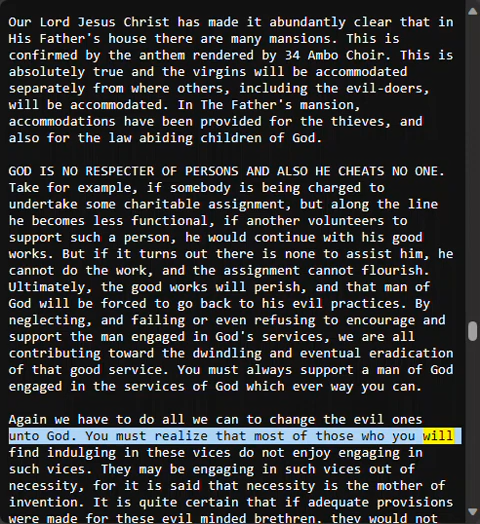 Our Lord Jesus Christ has made it abundantly clear that in
His Father's house there are many mansions. This is
confirmed by the anthem rendered by 34 Ambo Choir. This is
absolutely true and the virgins will be accommodated
separately from where others, including the evil-doers,
will be accommodated. In The Father's mansion,
accommodations have been provided for the thieves, and
also for the law abiding children of God.

GOD IS NO RESPECTER OF PERSONS AND ALSO HE CHEATS NO ONE.
Take for example, if somebody is being charged to
undertake some charitable assignment, but along the line
he becomes less functional, if another volunteers to
support such a person, he would continue with his good
works. But if it turns out there is none to assist him, he
cannot do the work, and the assignment cannot flourish.
Ultimately, the good works will perish, and that man of
God will be forced to go back to his evil practices. By
neglecting, and failing or even refusing to encourage and
support the man engaged in God's services, we are all
contributing toward the dwindling and eventual eradication
of that good service. You must always support a man of God
engaged in the services of God which ever way you can.

Again we have to do all we can to change the evil ones
unto God. You must realize that most of those who you will
find indulging in these vices do not enjoy engaging in
such vices. They may be engaging in such vices out of
necessity, for it is said that necessity is the mother of
invention. It is quite certain that if adequate provisions
were made for these evil minded brethren, they would not